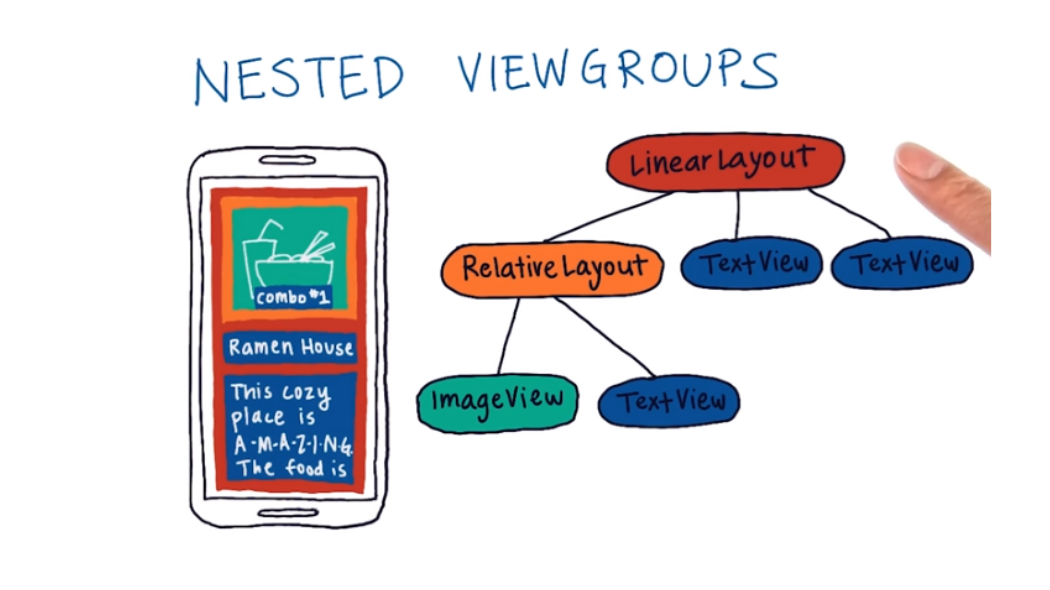 NESTED VIEWGROUPS
LinearLayout
RelativeLayout
TextView
TextView
ImageView
TextView
combo #1
Ramen House
This cozy
place is
A-M-A-Z-I-N-G.
The food is